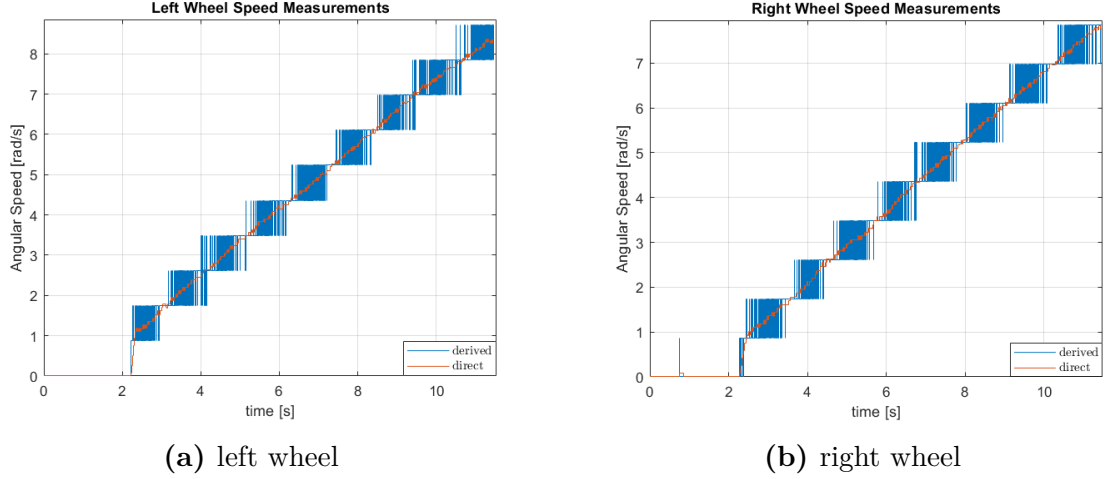 Left Wheel Speed Measurements
Angular Speed [rad/s]
8
7
6
5
4
3
2
1
0
0 2 4 6 8 10
time [s]
derived
direct
(a) left wheel
Right Wheel Speed Measurements
Angular Speed [rad/s]
7
6
5
4
3
2
1
0
0 2 4 6 8 10
time [s]
derived
direct
(b) right wheel